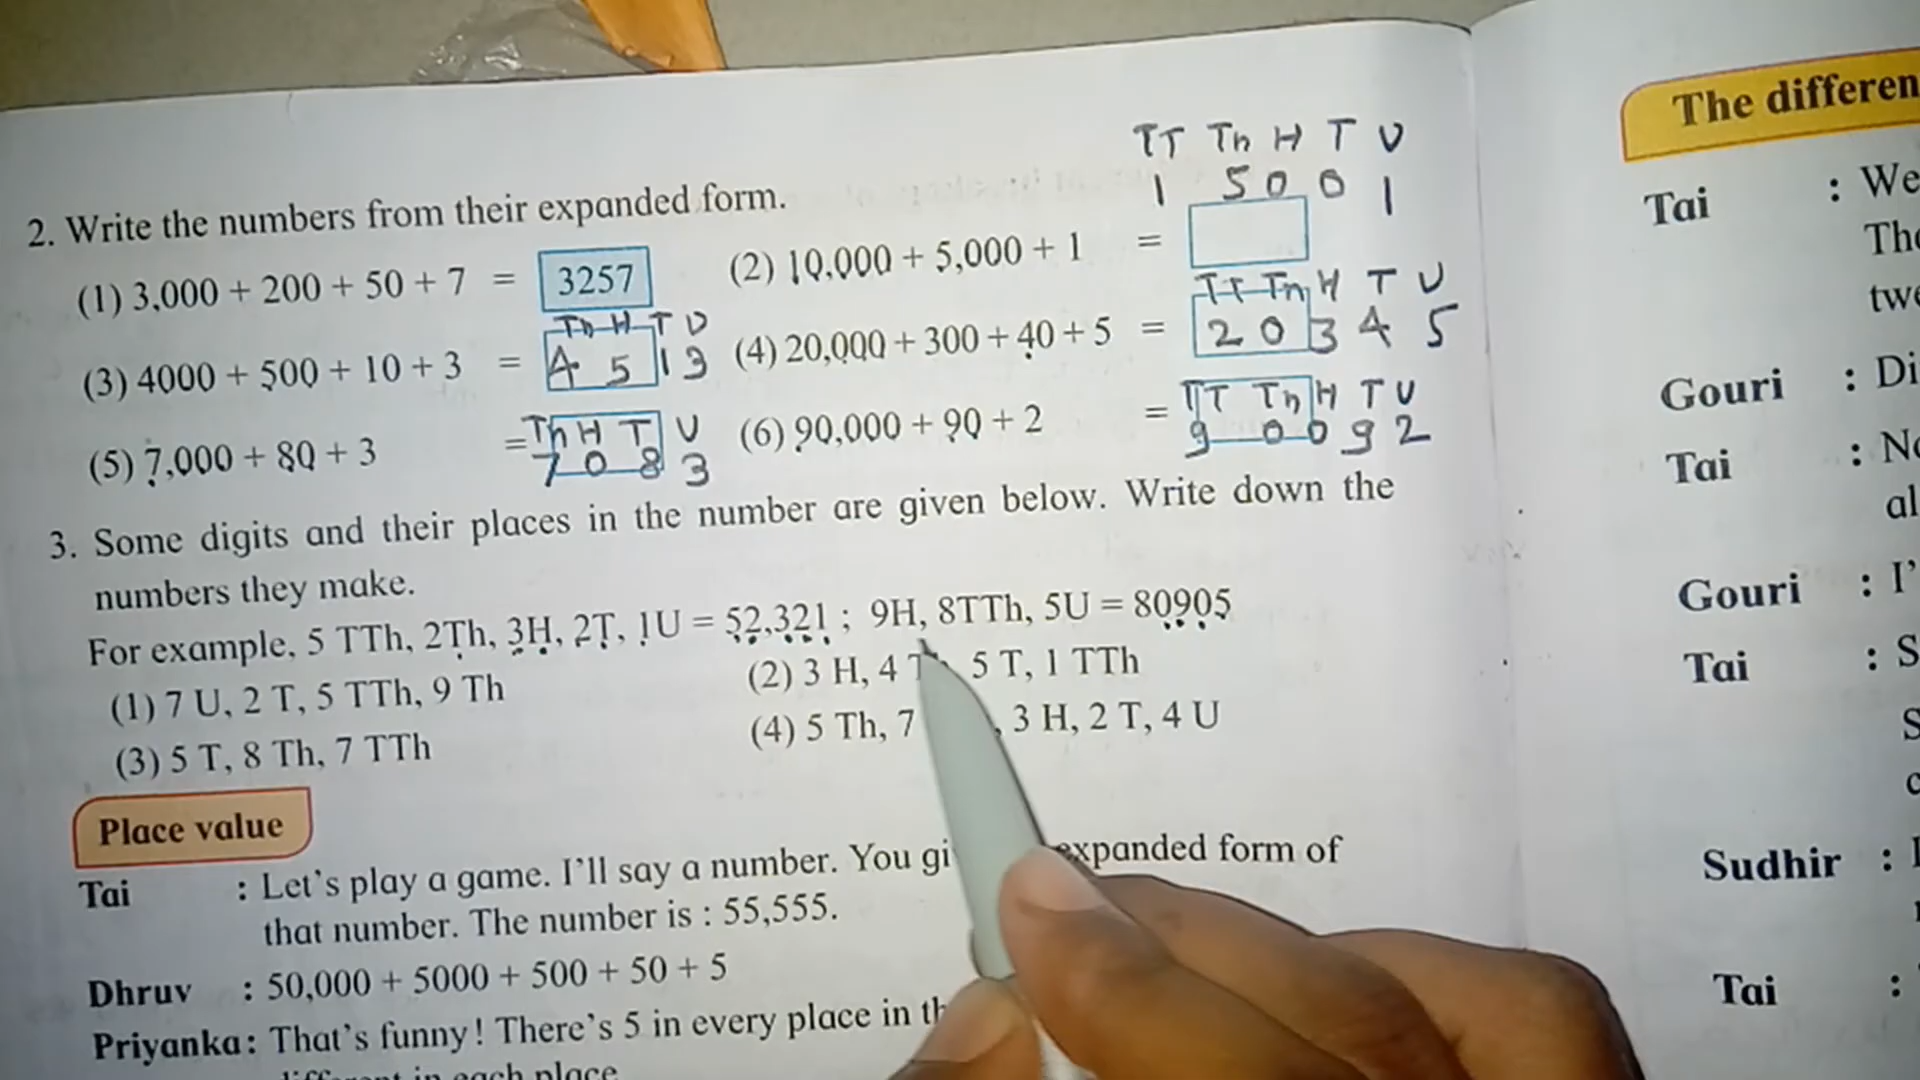 TT Th H T U
1 5 0 0 1
2. Write the numbers from their expanded form.
(1) 3,000 + 200 + 50 + 7 = 3257
(2) 10,000 + 5,000 + 1 =
Th H T U
(3) 4000 + 500 + 10 + 3 = 4 5 1 3
TT Th H T U
(4) 20,000 + 300 + 40 + 5 = 2 0 3 4 5
Th H T U
(5) 7,000 + 80 + 3 = 7 0 8 3
TT Th H T U
(6) 90,000 + 90 + 2 = 9 0 0 9 2
3. Some digits and their places in the number are given below. Write down the
numbers they make.
For example, 5 TTh, 2Th, 3H, 2T, 1U = 52,321 ; 9H, 8TTh, 5U = 80905
(1) 7 U, 2 T, 5 TTh, 9 Th
(2) 3 H, 4 5 T, 1 TTh
(3) 5 T, 8 Th, 7 TTh
(4) 5 Th, 7 , 3 H, 2 T, 4 U
Place value
Tai : Let's play a game. I'll say a number. You expanded form of
that number. The number is : 55,555.
Dhruv : 50,000 + 5000 + 500 + 50 + 5
Priyanka : That's funny ! There's 5 in every place in
in each place
The
Tai : We
Gouri :
Tai :
Gouri : I'
Tai :
Sudhir :
Tai :